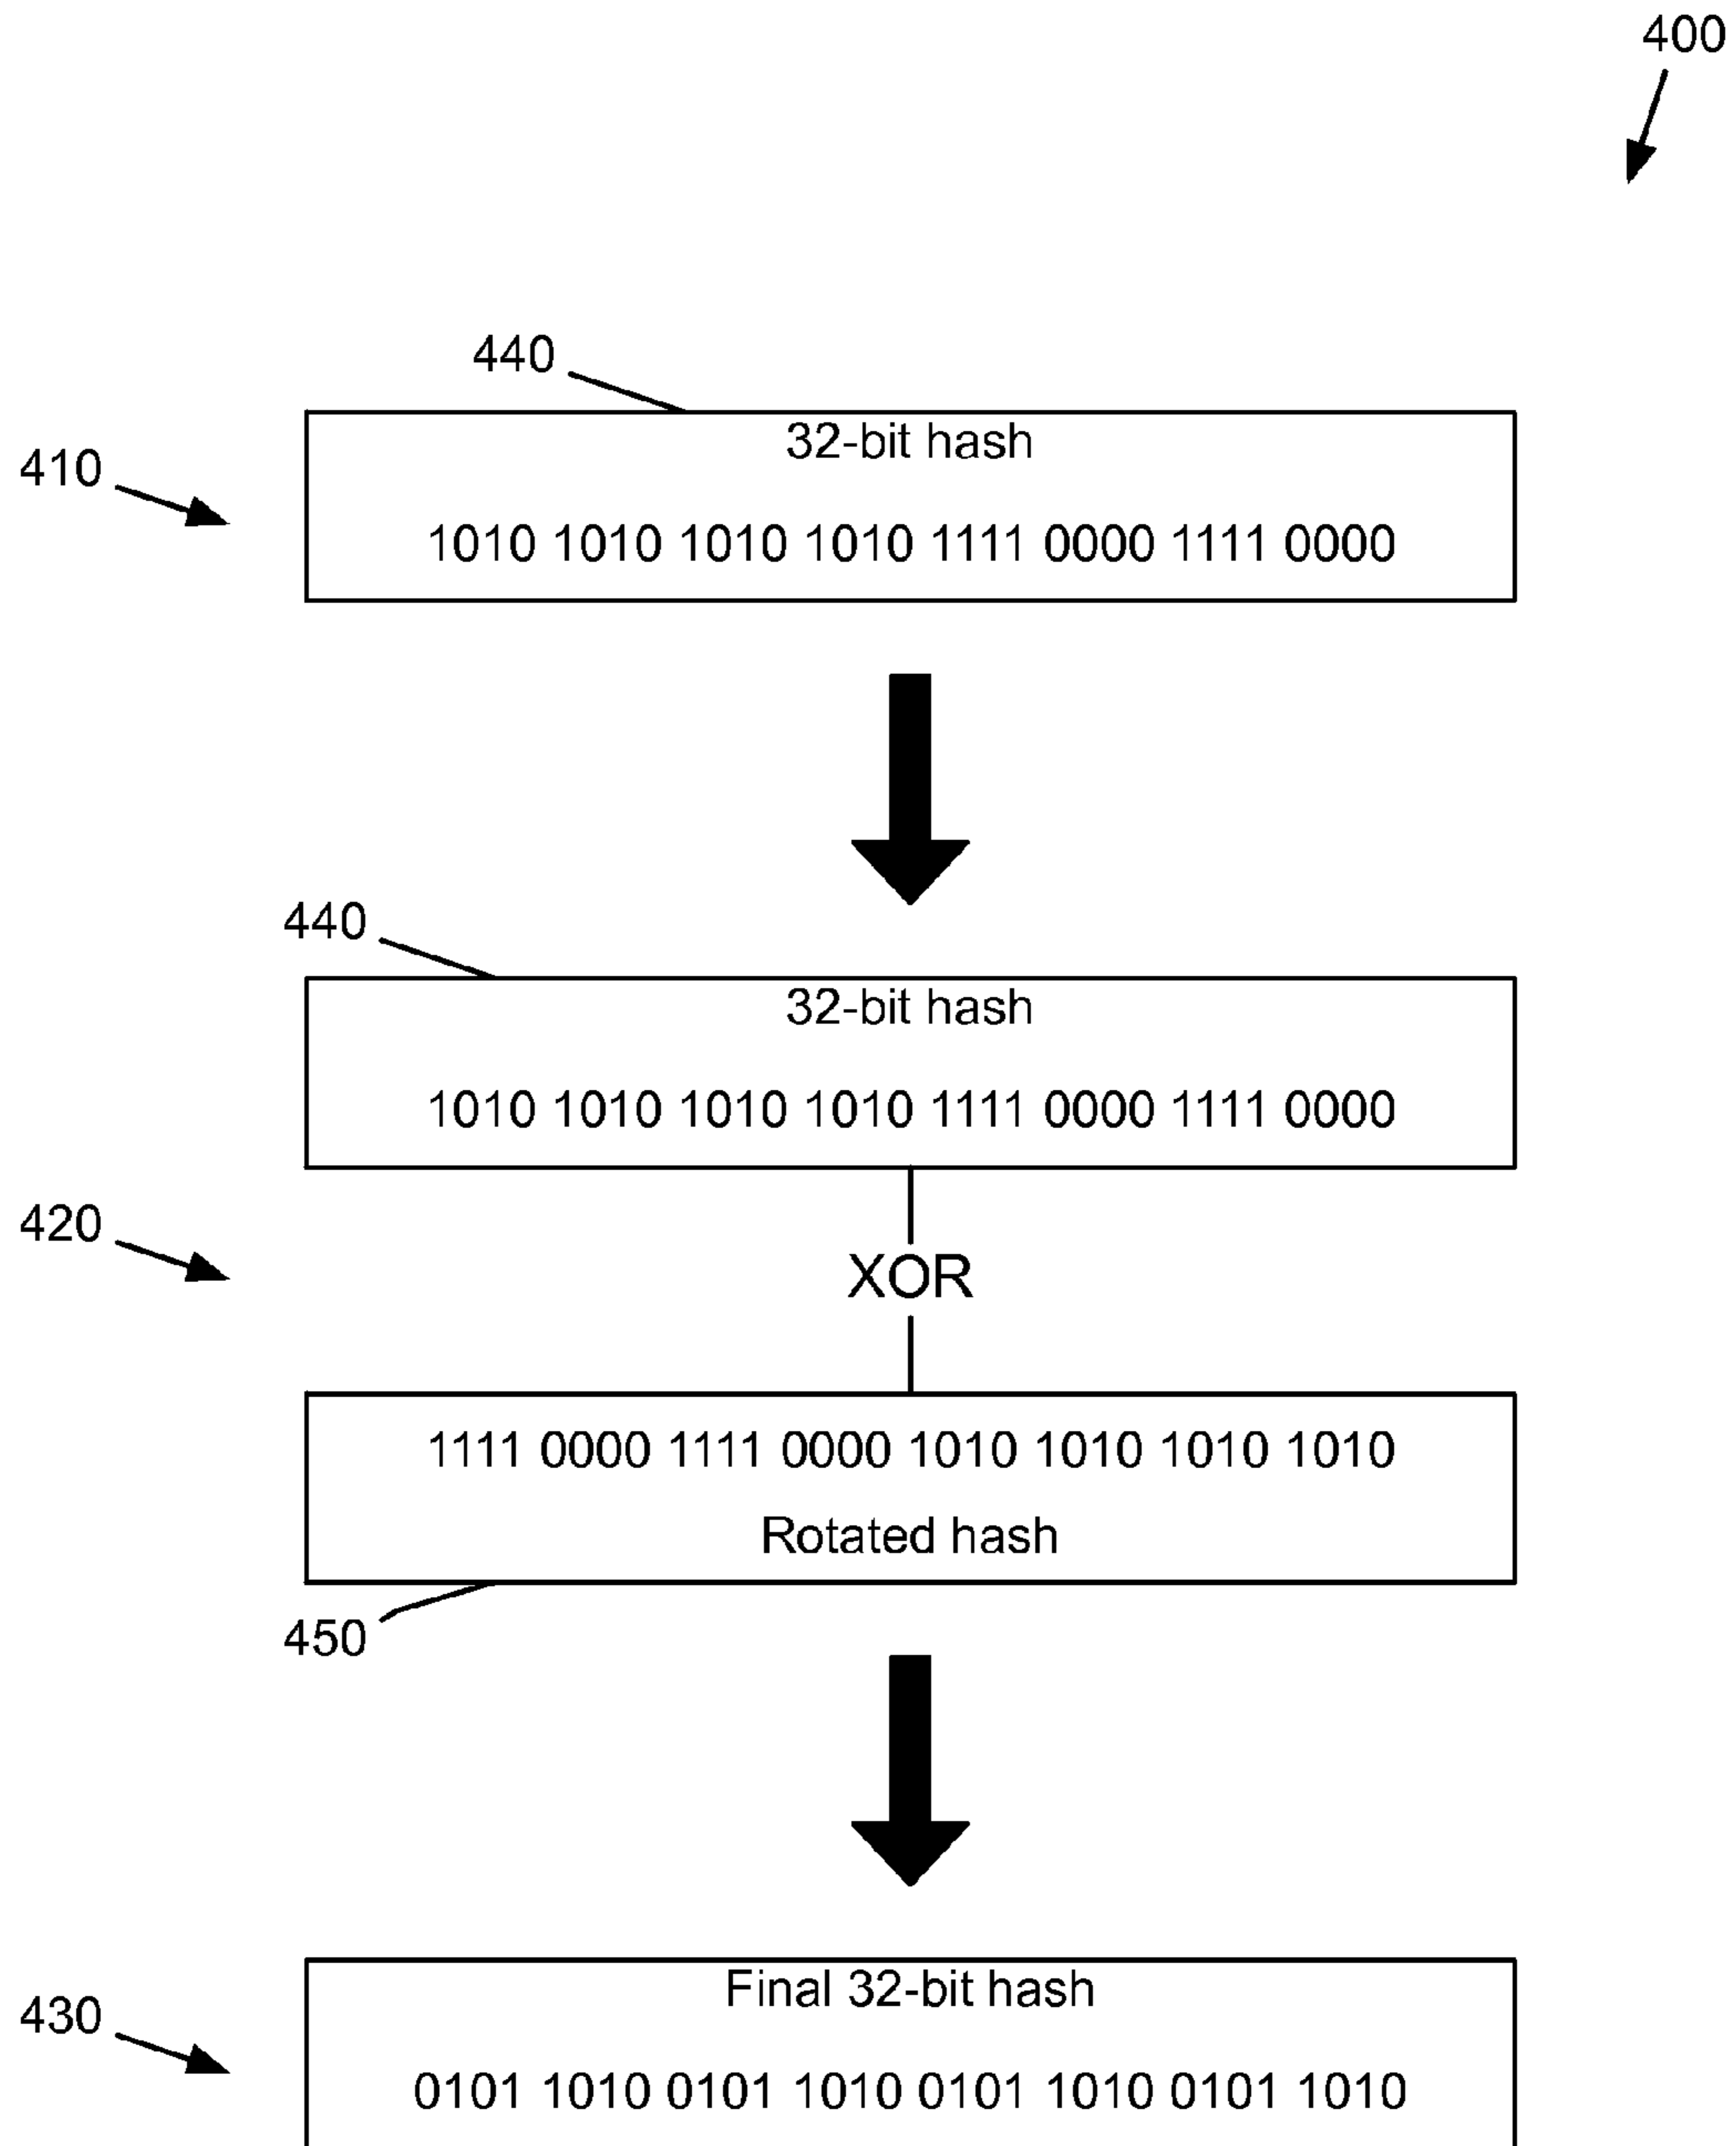 400
440
32-bit hash
410
1010 1010 1010 1010 1111 0000 1111 0000
440
32-bit hash
1010 1010 1010 1010 1111 0000 1111 0000
420
XOR
1111 0000 1111 0000 1010 1010 1010 1010
Rotated hash
450
Final 32-bit hash
430
0101 1010 0101 1010 0101 1010 0101 1010